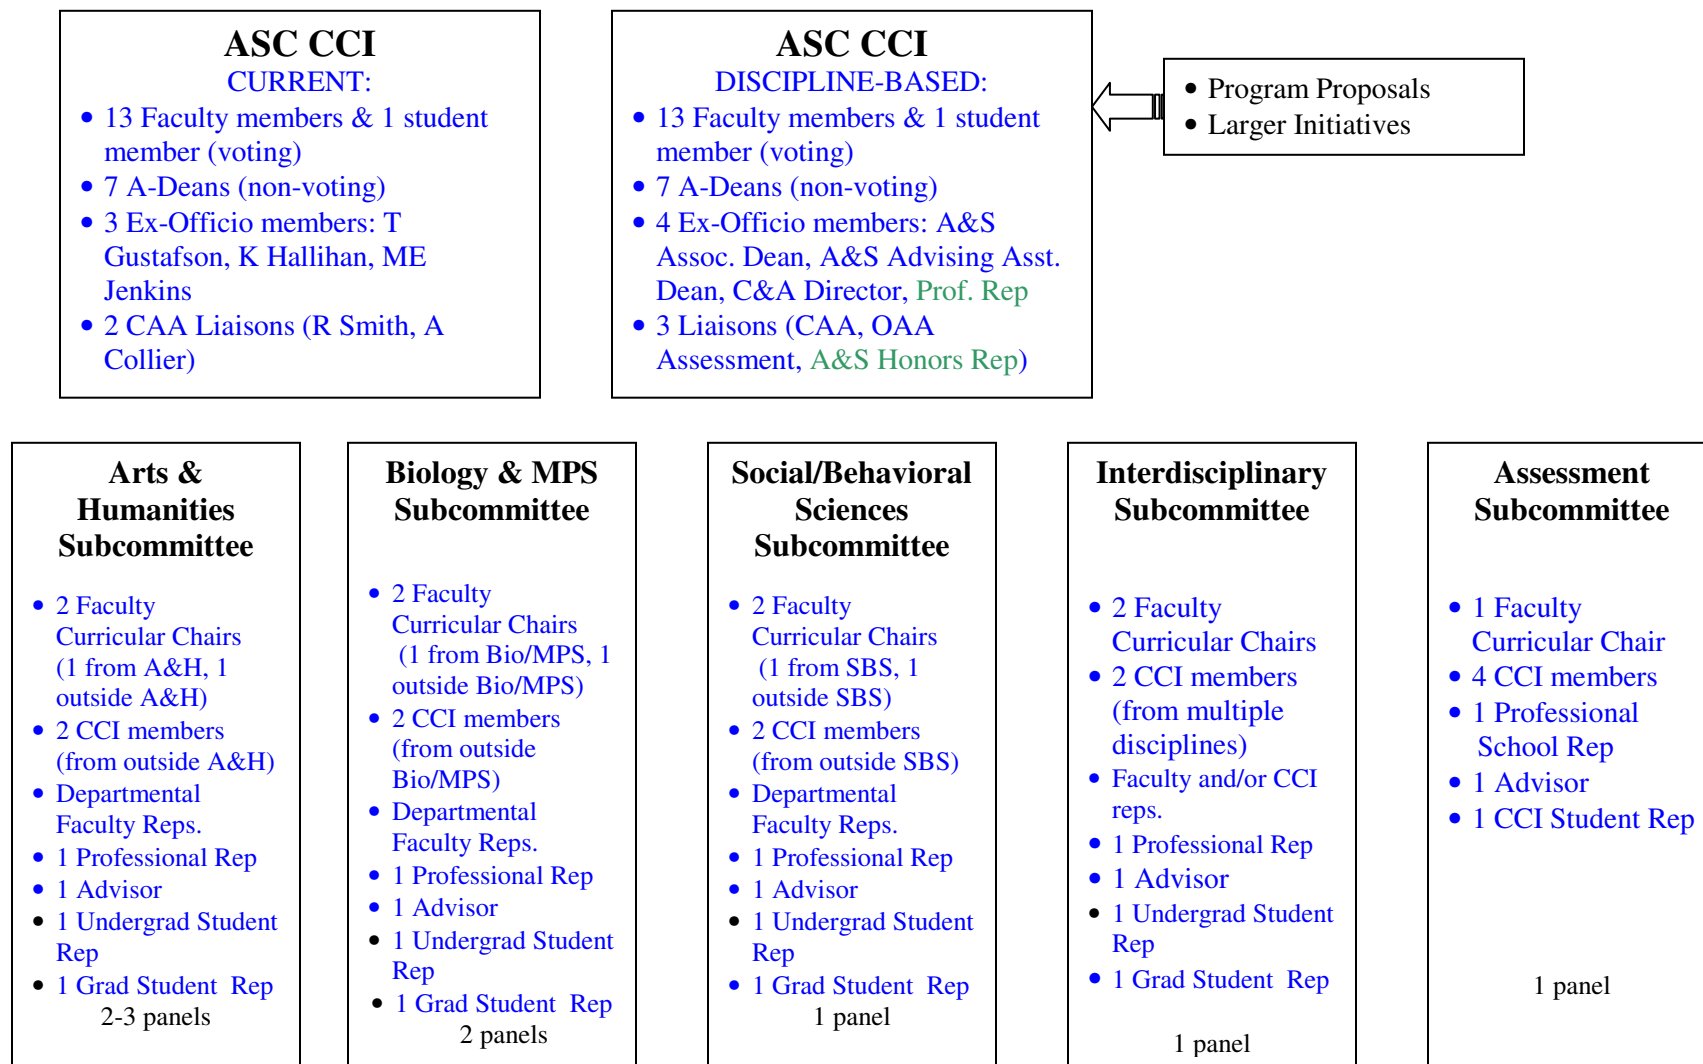 ASC CCI
CURRENT:
• 13 Faculty members & 1 student
member (voting)
• 7 A-Deans (non-voting)
• 3 Ex-Officio members: T
Gustafson, K Hallihan, ME
Jenkins
• 2 CAA Liaisons (R Smith, A
Collier)
ASC CCI
DISCIPLINE-BASED:
• 13 Faculty members & 1 student
member (voting)
• 7 A-Deans (non-voting)
• 4 Ex-Officio members: A&S
Assoc. Dean, A&S Advising Asst.
Dean, C&A Director, Prof. Rep
• 3 Liaisons (CAA, OAA
Assessment, A&S Honors Rep)
• Program Proposals
• Larger Initiatives
Arts &
Humanities
Subcommittee
• 2 Faculty
Curricular Chairs
(1 from A&H, 1
outside A&H)
• 2 CCI members
(from outside A&H)
• Departmental
Faculty Reps.
• 1 Professional Rep
• 1 Advisor
• 1 Undergrad Student
Rep
• 1 Grad Student Rep
2-3 panels
Biology & MPS
Subcommittee
• 2 Faculty
Curricular Chairs
(1 from Bio/MPS, 1
outside Bio/MPS)
• 2 CCI members
(from outside
Bio/MPS)
• Departmental
Faculty Reps.
• 1 Professional Rep
• 1 Advisor
• 1 Undergrad Student
Rep
• 1 Grad Student Rep
2 panels
Social/Behavioral
Sciences
Subcommittee
• 2 Faculty
Curricular Chairs
(1 from SBS, 1
outside SBS)
• 2 CCI members
(from outside SBS)
• Departmental
Faculty Reps.
• 1 Professional Rep
• 1 Advisor
• 1 Undergrad Student
Rep
• 1 Grad Student Rep
1 panel
Interdisciplinary
Subcommittee
• 2 Faculty
Curricular Chairs
• 2 CCI members
(from multiple
disciplines)
• Faculty and/or CCI
reps.
• 1 Professional Rep
• 1 Advisor
• 1 Undergrad Student
Rep
• 1 Grad Student Rep
1 panel
Assessment
Subcommittee
• 1 Faculty
Curricular Chair
• 4 CCI members
• 1 Professional
School Rep
• 1 Advisor
• 1 CCI Student Rep
1 panel